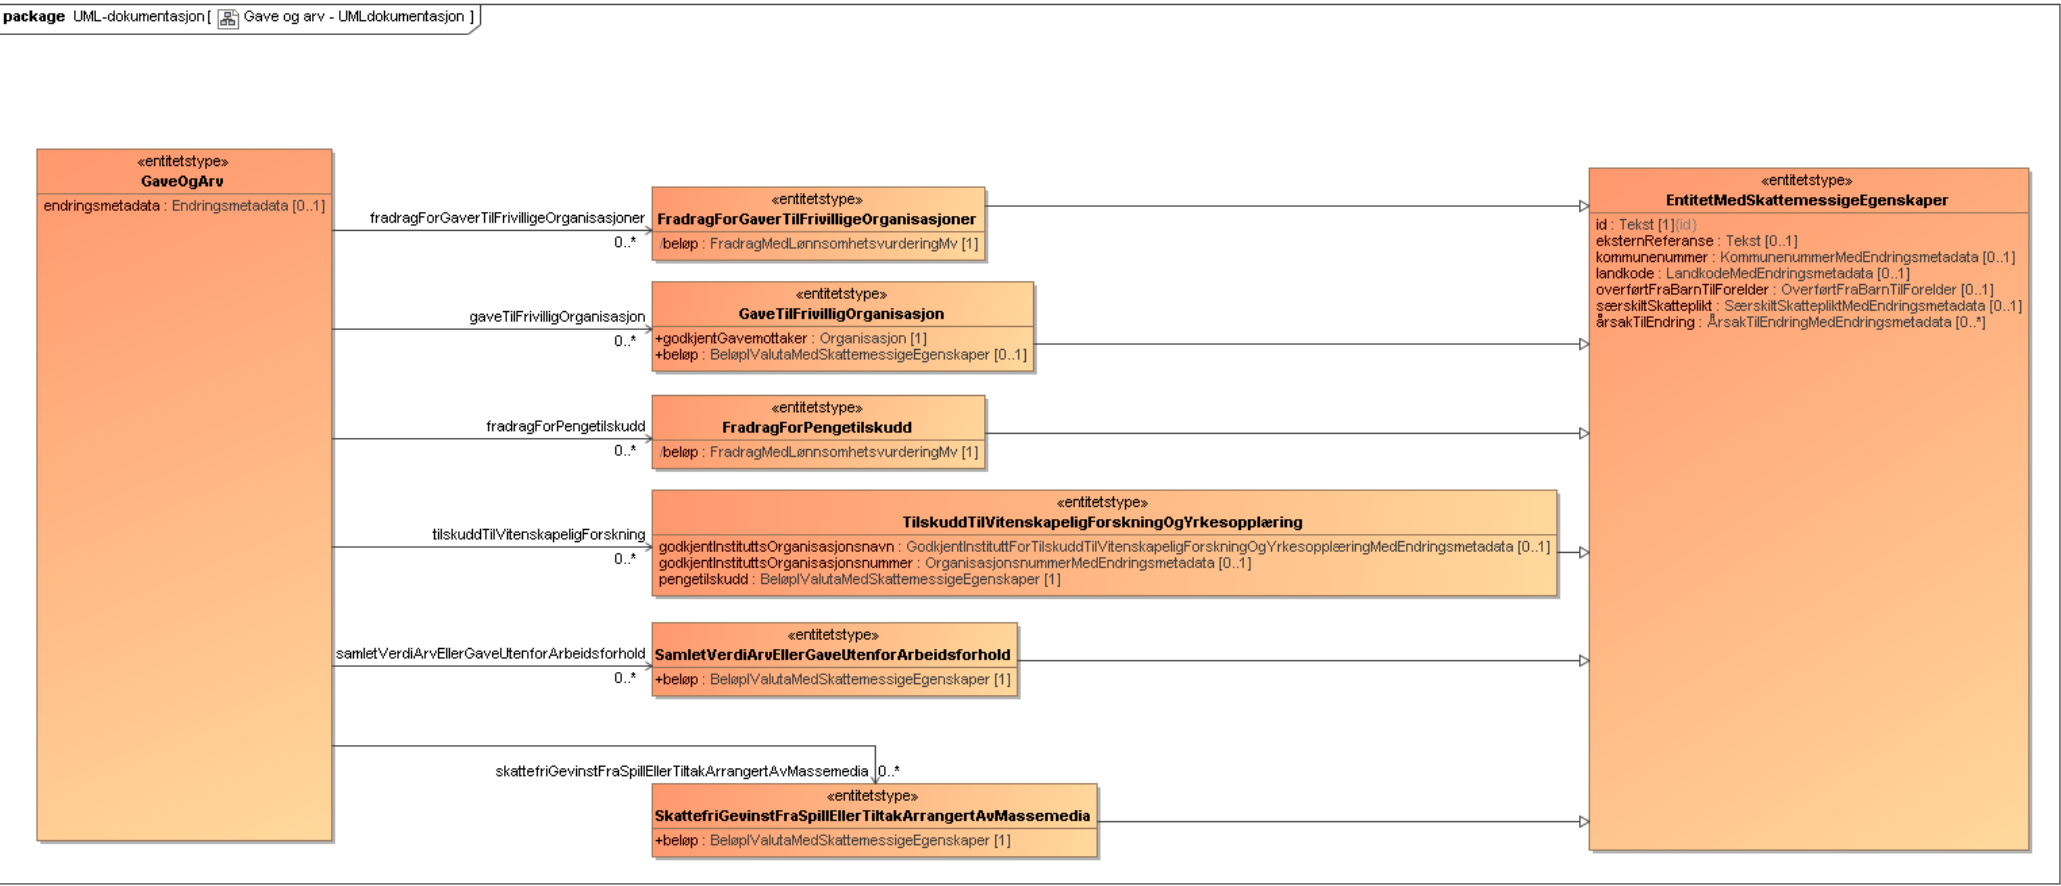 package UML-dokumentasjon [ Gave og arv - UMLdokumentasjon ]
«entitetstype»
GaveOgArv
endringsmetadata : Endringsmetadata [0..1]
fradragForGaverTilFrivilligeOrganisasjoner
0..*
«entitetstype»
FradragForGaverTilFrivilligeOrganisasjoner
/beløp : FradragMedLønnsomhetsvurderingMv [1]
gaveTilFrivilligOrganisasjon
0..*
«entitetstype»
GaveTilFrivilligOrganisasjon
+godkjentGavemottaker : Organisasjon [1]
+beløp : BeløpIValutaMedSkattemessigeEgenskaper [0..1]
fradragForPengetilskudd
0..*
«entitetstype»
FradragForPengetilskudd
/beløp : FradragMedLønnsomhetsvurderingMv [1]
tilskuddTilVitenskapeligForskning
0..*
«entitetstype»
TilskuddTilVitenskapeligForskningOgYrkesopplæring
godkjentInstituttsOrganisasjonsnavn : GodkjentInstituttForTilskuddTilVitenskapeligForskningOgYrkesopplæringMedEndringsmetadata [0..1]
godkjentInstituttsOrganisasjonsnummer : OrganisasjonsnummerMedEndringsmetadata [0..1]
pengetilskudd : BeløpIValutaMedSkattemessigeEgenskaper [1]
samletVerdiArvEllerGaveUtenforArbeidsforhold
0..*
«entitetstype»
SamletVerdiArvEllerGaveUtenforArbeidsforhold
+beløp : BeløpIValutaMedSkattemessigeEgenskaper [1]
skattefriGevinstFraSpillEllerTiltakArrangertAvMassemedia
0..*
«entitetstype»
SkattefriGevinstFraSpillEllerTiltakArrangertAvMassemedia
+beløp : BeløpIValutaMedSkattemessigeEgenskaper [1]
«entitetstype»
EntitetMedSkattemessigeEgenskaper
id : Tekst [1]{id}
eksternReferanse : Tekst [0..1]
kommunenummer : KommunenummerMedEndringsmetadata [0..1]
landkode : LandkodeMedEndringsmetadata [0..1]
overførtFraBarnTilForelder : OverførtFraBarnTilForelder [0..1]
særskiltSkatteplikt : SærskiltSkattepliktMedEndringsmetadata [0..1]
årsakTilEndring : ÅrsakTilEndringMedEndringsmetadata [0..*]